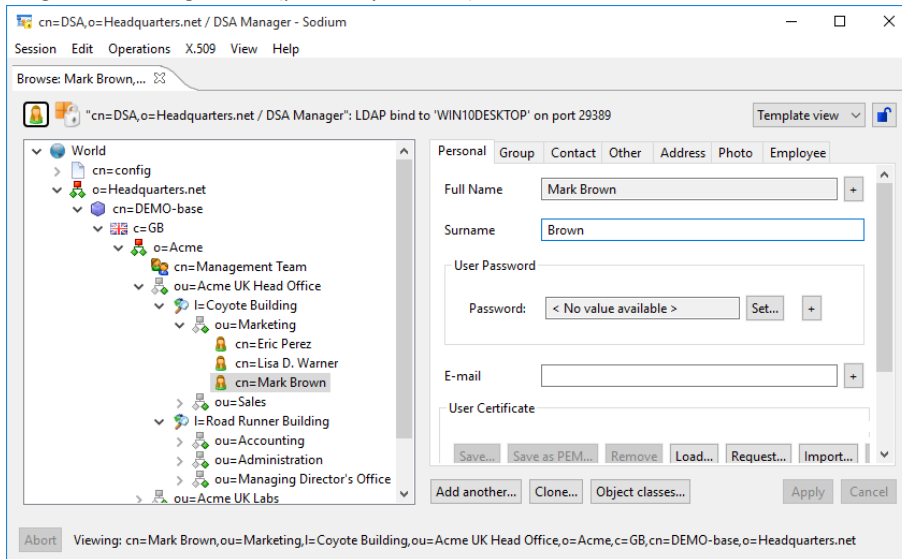 cn=DSA,o=Headquarters.net / DSA Manager - Sodium
Session Edit Operations X.509 View Help
Browse: Mark Brown,...
"cn=DSA,o=Headquarters.net / DSA Manager": LDAP bind to 'WIN10DESKTOP' on port 29389
Template view
World
cn=config
o=Headquarters.net
cn=DEMO-base
c=GB
o=Acme
cn=Management Team
ou=Acme UK Head Office
l=Coyote Building
ou=Marketing
cn=Eric Perez
cn=Lisa D. Warner
cn=Mark Brown
ou=Sales
l=Road Runner Building
ou=Accounting
ou=Administration
ou=Managing Director's Office
ou=Acme UK Labs
Personal Group Contact Other Address Photo Employee
Full Name Mark Brown +
Surname Brown
User Password
Password: < No value available > Set... +
E-mail +
User Certificate
Save... Save as PEM... Remove Load... Request... Import...
Add another... Clone... Object classes... Apply Cancel
Abort Viewing: cn=Mark Brown,ou=Marketing,l=Coyote Building,ou=Acme UK Head Office,o=Acme,c=GB,cn=DEMO-base,o=Headquarters.net